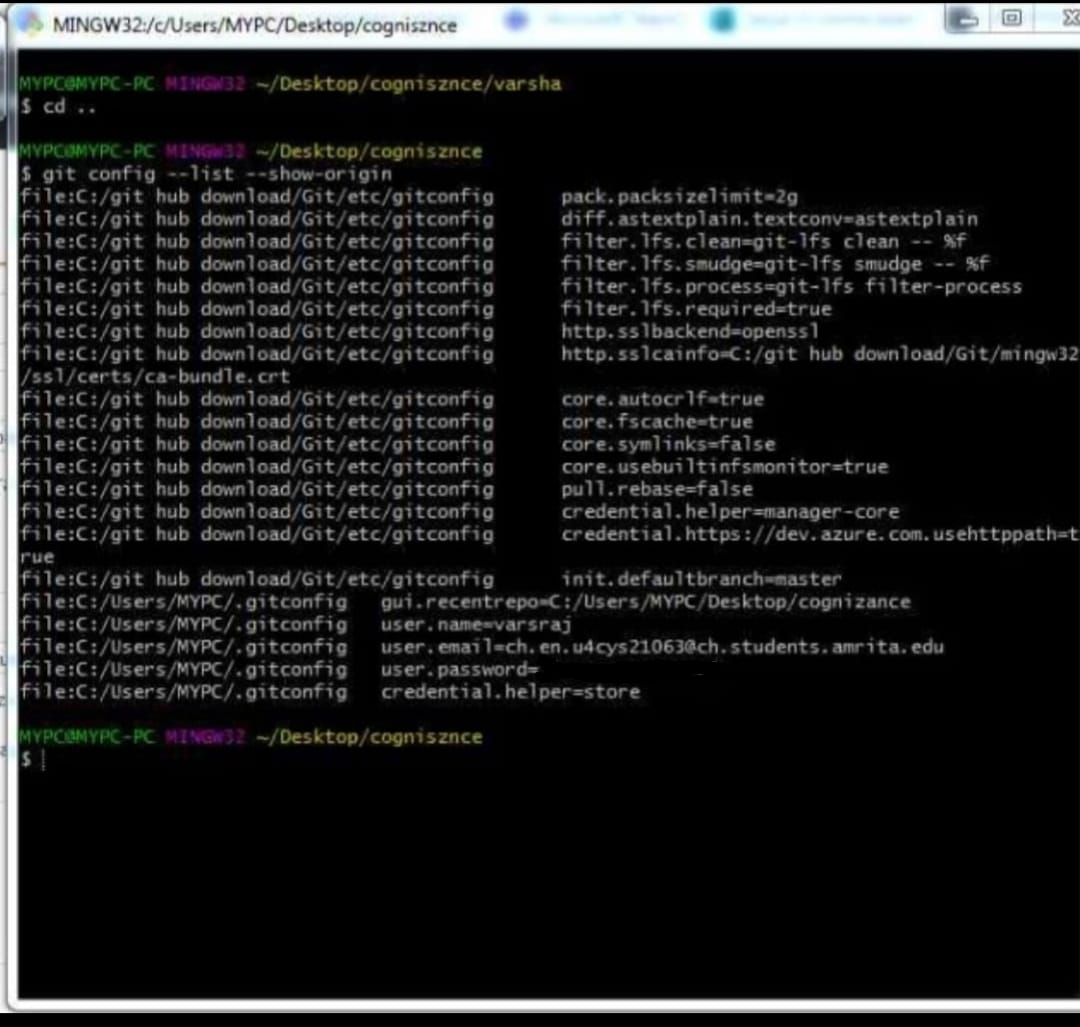 MINGW32:/c/Users/MYPC/Desktop/cognisznce
MYPC@MYPC-PC MINGW32 ~/Desktop/cognisznce/varsha
$ cd ..
MYPC@MYPC-PC MINGW32 ~/Desktop/cognisznce
$ git config --list --show-origin
file:C:/git hub download/Git/etc/gitconfig pack.packsizelimit=2g
file:C:/git hub download/Git/etc/gitconfig diff.astextplain.textconv=astextplain
file:C:/git hub download/Git/etc/gitconfig filter.lfs.clean=git-lfs clean -- %f
file:C:/git hub download/Git/etc/gitconfig filter.lfs.smudge=git-lfs smudge -- %f
file:C:/git hub download/Git/etc/gitconfig filter.lfs.process=git-lfs filter-process
file:C:/git hub download/Git/etc/gitconfig filter.lfs.required=true
file:C:/git hub download/Git/etc/gitconfig http.sslbackend=openssl
file:C:/git hub download/Git/etc/gitconfig http.sslcainfo=C:/git hub download/Git/mingw32
/ssl/certs/ca-bundle.crt
file:C:/git hub download/Git/etc/gitconfig core.autocrlf=true
file:C:/git hub download/Git/etc/gitconfig core.fscache=true
file:C:/git hub download/Git/etc/gitconfig core.symlinks=false
file:C:/git hub download/Git/etc/gitconfig core.usebuiltinfsmonitor=true
file:C:/git hub download/Git/etc/gitconfig pull.rebase=false
file:C:/git hub download/Git/etc/gitconfig credential.helper=manager-core
file:C:/git hub download/Git/etc/gitconfig credential.https://dev.azure.com.usehttppath=t
rue
file:C:/git hub download/Git/etc/gitconfig init.defaultbranch=master
file:C:/Users/MYPC/.gitconfig gui.recentrepo=C:/Users/MYPC/Desktop/cognizance
file:C:/Users/MYPC/.gitconfig user.name=varsraj
file:C:/Users/MYPC/.gitconfig user.email=ch.en.u4cys21063@ch.students.amrita.edu
file:C:/Users/MYPC/.gitconfig user.password=
file:C:/Users/MYPC/.gitconfig credential.helper=store
MYPC@MYPC-PC MINGW32 ~/Desktop/cognisznce
$